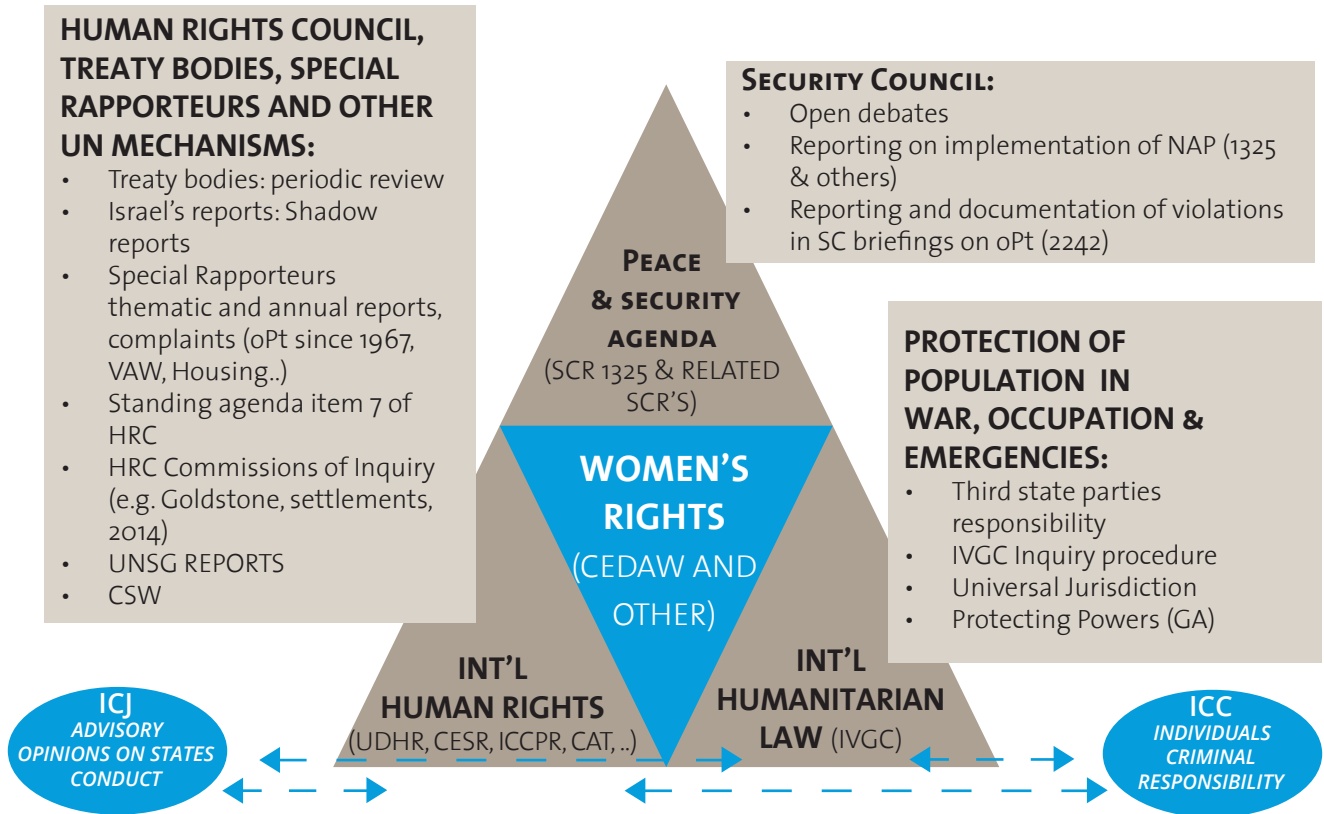 HUMAN RIGHTS COUNCIL,
TREATY BODIES, SPECIAL
RAPPORTEURS AND OTHER
UN MECHANISMS:
• Treaty bodies: periodic review
• Israel’s reports: Shadow
reports
• Special Rapporteurs
thematic and annual reports,
complaints (oPt since 1967,
VAW, Housing..)
• Standing agenda item 7 of
HRC
• HRC Commissions of Inquiry
(e.g. Goldstone, settlements,
2014)
• UNSG REPORTS
• CSW
SECURITY COUNCIL:
• Open debates
• Reporting on implementation of NAP (1325
& others)
• Reporting and documentation of violations
in SC briefings on oPt (2242)
PEACE
& SECURITY
AGENDA
(SCR 1325 & RELATED
SCR’S)
PROTECTION OF
POPULATION IN
WAR, OCCUPATION &
EMERGENCIES:
• Third state parties
responsibility
• IVGC Inquiry procedure
• Universal Jurisdiction
• Protecting Powers (GA)
WOMEN’S
RIGHTS
(CEDAW AND
OTHER)
INT’L
HUMAN RIGHTS
(UDHR, CESR, ICCPR, CAT, ..)
INT’L
HUMANITARIAN
LAW (IVGC)
ICJ
ADVISORY
OPINIONS ON STATES
CONDUCT
ICC
INDIVIDUALS
CRIMINAL
RESPONSIBILITY